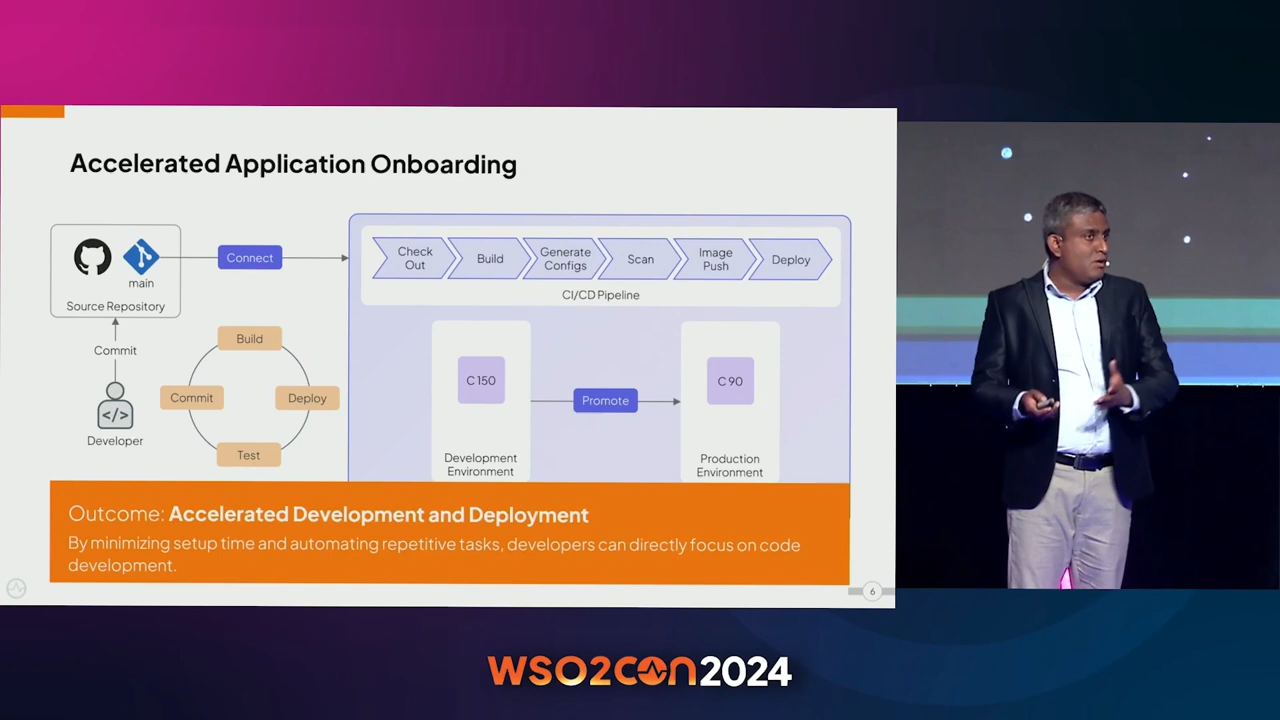 Accelerated Application Onboarding
main
Source Repository
Connect
Check
Out
Build
Generate
Configs
Scan
Image
Push
Deploy
CI/CD Pipeline
Commit
Developer
Build
Commit
Deploy
Test
C 150
Promote
C 90
Development
Environment
Production
Environment
Outcome: Accelerated Development and Deployment
By minimizing setup time and automating repetitive tasks, developers can directly focus on code
development.
6
WSO2CON2024